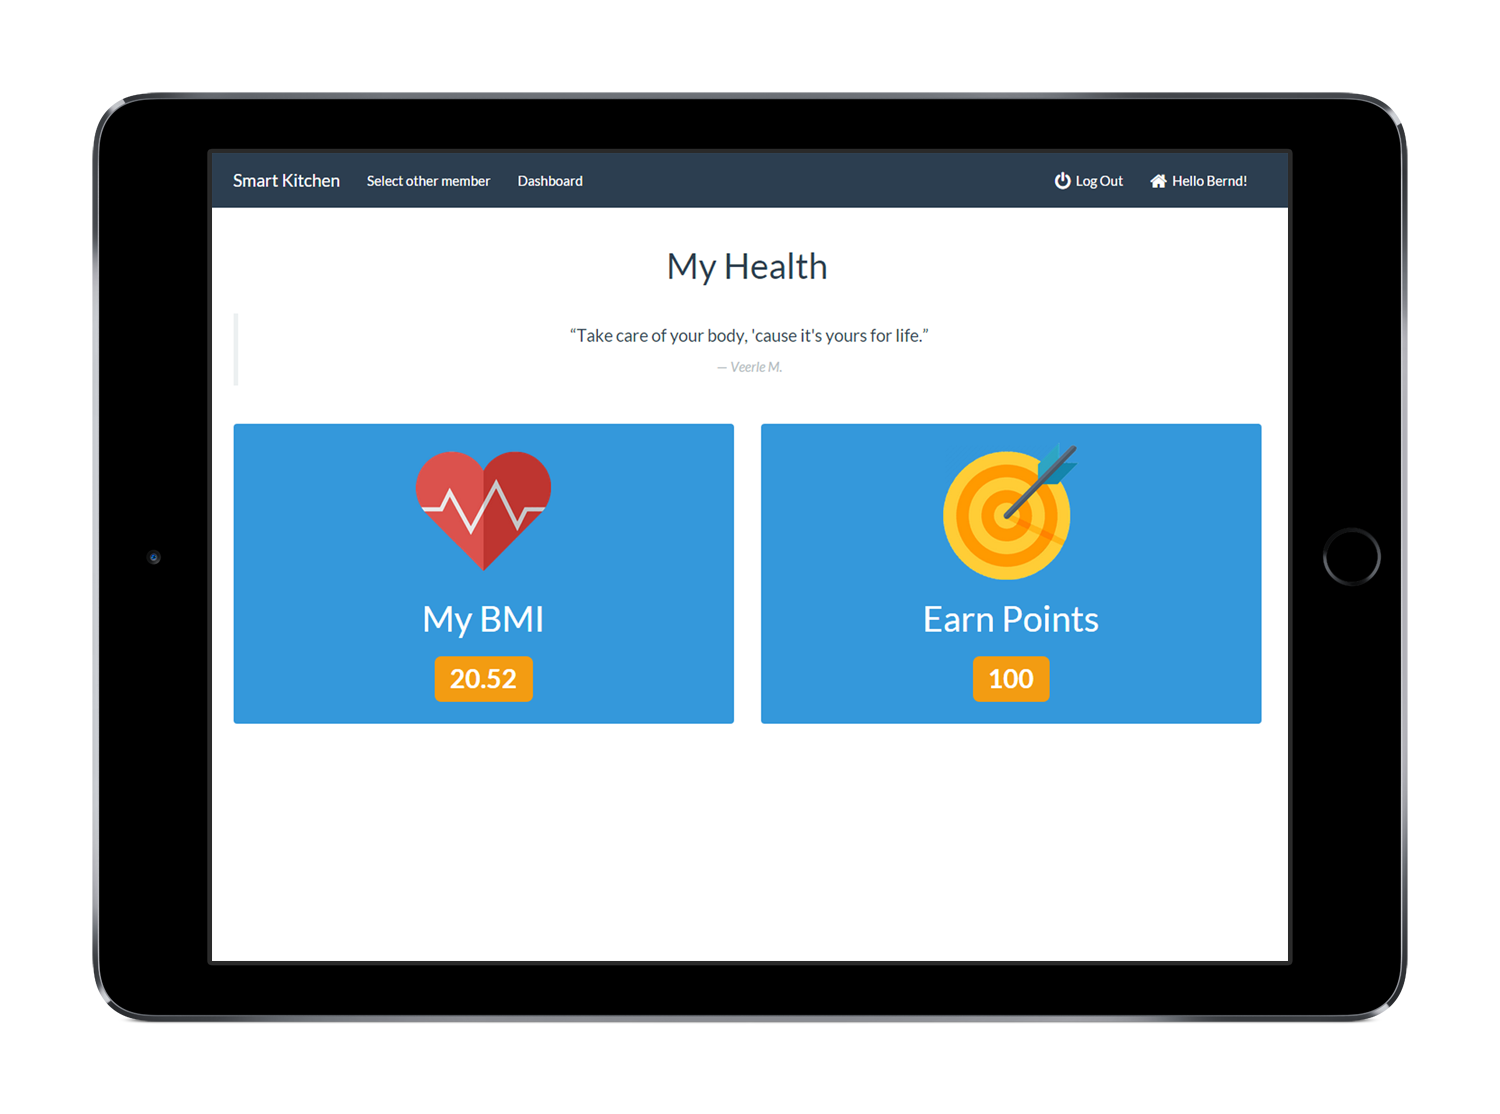 Smart Kitchen Select other member Dashboard Log Out Hello Bernd!
My Health
“Take care of your body, 'cause it's yours for life.”
— Veerle M.
My BMI
20.52
Earn Points
100